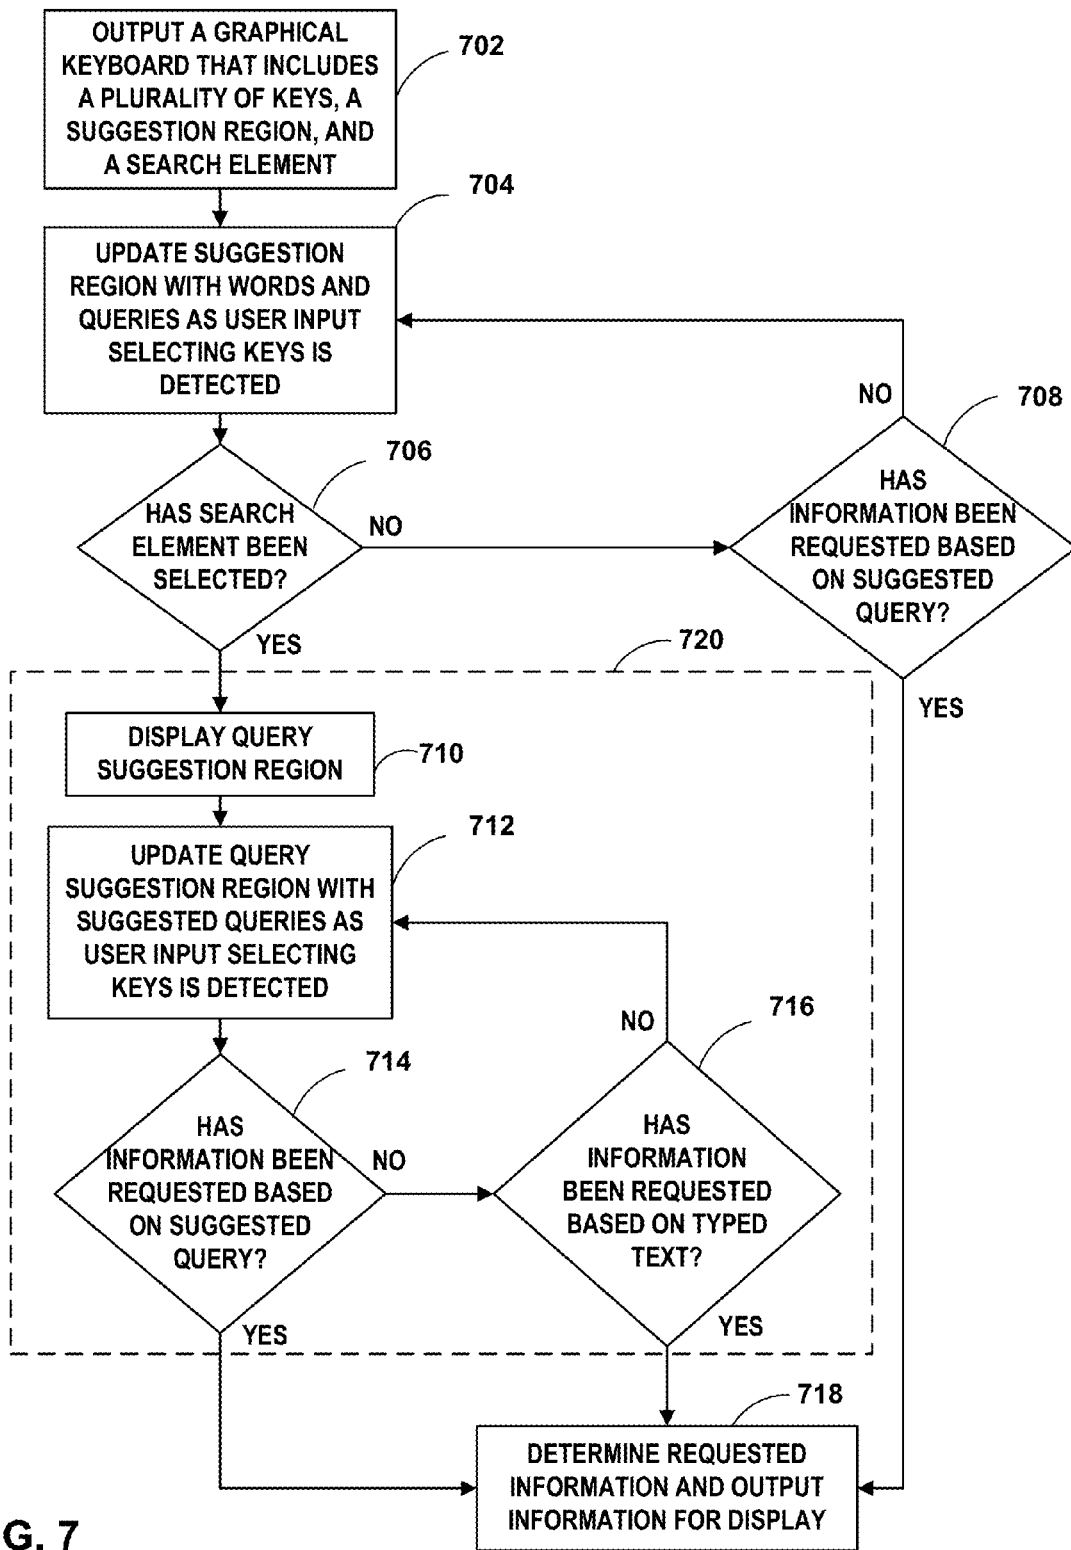 OUTPUT A GRAPHICAL
KEYBOARD THAT INCLUDES
A PLURALITY OF KEYS, A
SUGGESTION REGION, AND
A SEARCH ELEMENT
702
704
UPDATE SUGGESTION
REGION WITH WORDS AND
QUERIES AS USER INPUT
SELECTING KEYS IS
DETECTED
706
HAS SEARCH
ELEMENT BEEN
SELECTED?
NO
YES
NO
708
HAS
INFORMATION BEEN
REQUESTED BASED
ON SUGGESTED
QUERY?
YES
720
DISPLAY QUERY
SUGGESTION REGION
710
712
UPDATE QUERY
SUGGESTION REGION WITH
SUGGESTED QUERIES AS
USER INPUT SELECTING
KEYS IS DETECTED
714
HAS
INFORMATION BEEN
REQUESTED BASED
ON SUGGESTED
QUERY?
NO
YES
NO
716
HAS
INFORMATION
BEEN REQUESTED
BASED ON TYPED
TEXT?
YES
718
DETERMINE REQUESTED
INFORMATION AND OUTPUT
INFORMATION FOR DISPLAY
G. 7